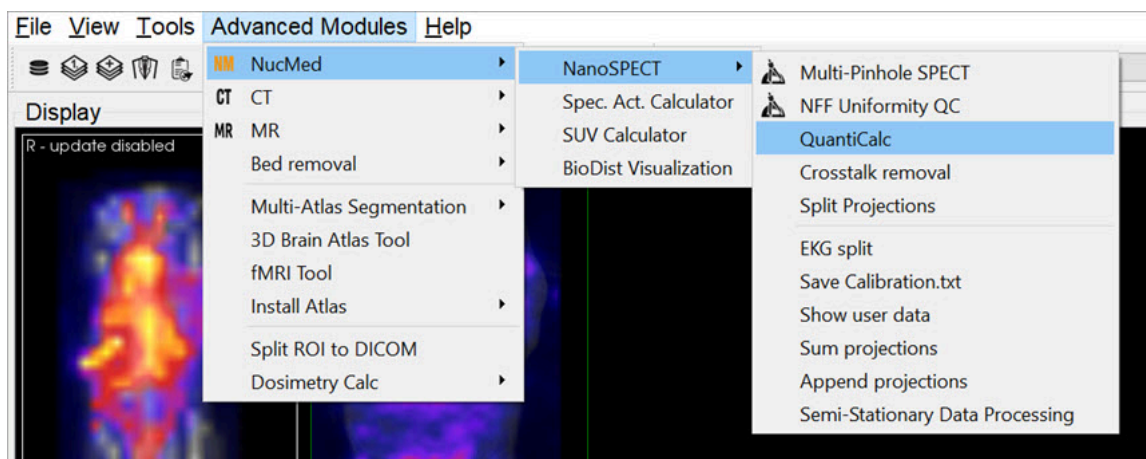 File View Tools Advanced Modules Help
Display
R - update disabled
NM NucMed
CT CT
MR MR
Bed removal
Multi-Atlas Segmentation
3D Brain Atlas Tool
fMRI Tool
Install Atlas
Split ROI to DICOM
Dosimetry Calc
NanoSPECT
Spec. Act. Calculator
SUV Calculator
BioDist Visualization
Multi-Pinhole SPECT
NFF Uniformity QC
QuantiCalc
Crosstalk removal
Split Projections
EKG split
Save Calibration.txt
Show user data
Sum projections
Append projections
Semi-Stationary Data Processing